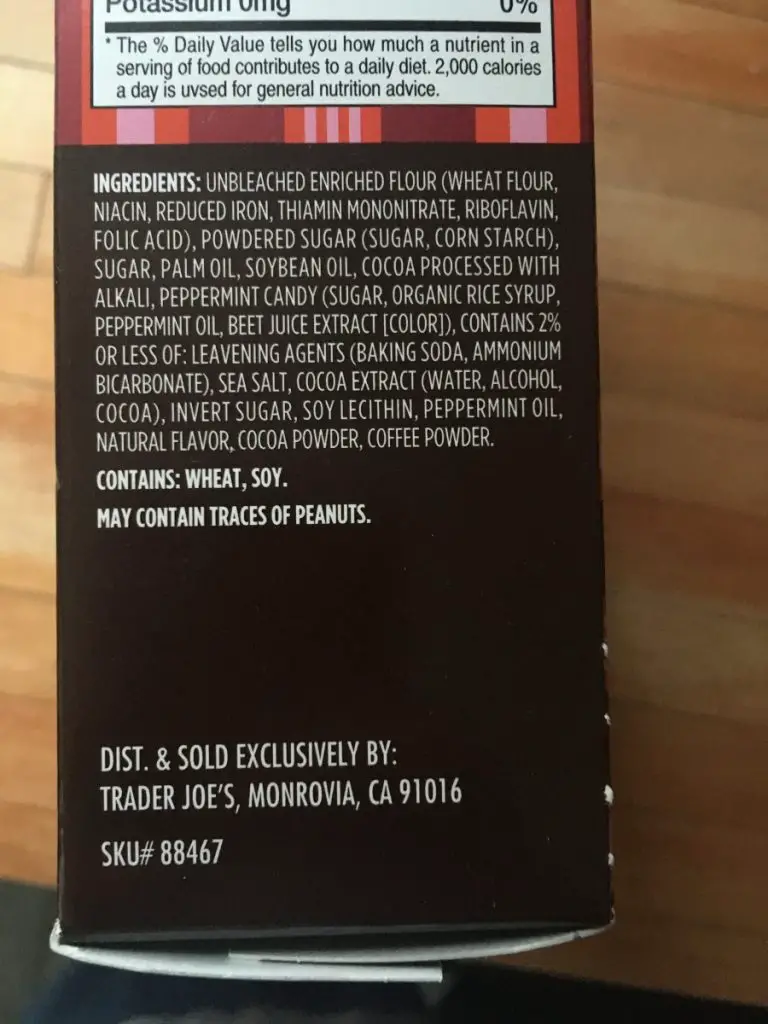 Potassium 0mg 0%
* The % Daily Value tells you how much a nutrient in a
serving of food contributes to a daily diet. 2,000 calories
a day is uvsed for general nutrition advice.
INGREDIENTS: UNBLEACHED ENRICHED FLOUR (WHEAT FLOUR,
NIACIN, REDUCED IRON, THIAMIN MONONITRATE, RIBOFLAVIN,
FOLIC ACID), POWDERED SUGAR (SUGAR, CORN STARCH),
SUGAR, PALM OIL, SOYBEAN OIL, COCOA PROCESSED WITH
ALKALI, PEPPERMINT CANDY (SUGAR, ORGANIC RICE SYRUP,
PEPPERMINT OIL, BEET JUICE EXTRACT [COLOR]), CONTAINS 2%
OR LESS OF: LEAVENING AGENTS (BAKING SODA, AMMONIUM
BICARBONATE), SEA SALT, COCOA EXTRACT (WATER, ALCOHOL,
COCOA), INVERT SUGAR, SOY LECITHIN, PEPPERMINT OIL,
NATURAL FLAVOR, COCOA POWDER, COFFEE POWDER.
CONTAINS: WHEAT, SOY.
MAY CONTAIN TRACES OF PEANUTS.
DIST. & SOLD EXCLUSIVELY BY:
TRADER JOE'S, MONROVIA, CA 91016
SKU# 88467